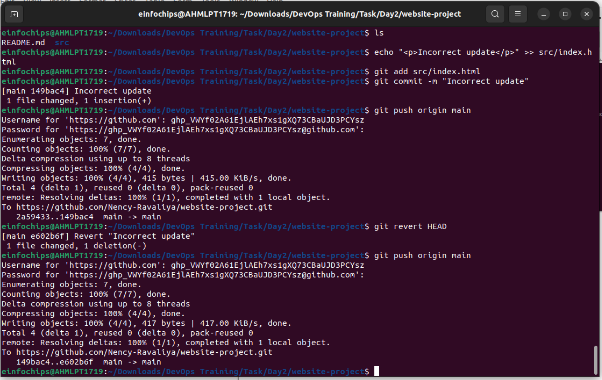 einfochips@AHMLPT1719: ~/Downloads/DevOps Training/Task/Day2/website-project
einfochips@AHMLPT1719:~/Downloads/DevOps Training/Task/Day2/website-project$ ls
README.md src
einfochips@AHMLPT1719:~/Downloads/DevOps Training/Task/Day2/website-project$ echo "<p>Incorrect update</p>" >> src/index.h
tml
einfochips@AHMLPT1719:~/Downloads/DevOps Training/Task/Day2/website-project$ git add src/index.html
einfochips@AHMLPT1719:~/Downloads/DevOps Training/Task/Day2/website-project$ git commit -m "Incorrect update"
[main 149bac4] Incorrect update
1 file changed, 1 insertion(+)
einfochips@AHMLPT1719:~/Downloads/DevOps Training/Task/Day2/website-project$ git push origin main
Username for 'https://github.com':
Password for
Enumerating objects: 7, done.
Counting objects: 100% (7/7), done.
Delta compression using up to 8 threads
Compressing objects: 100% (4/4), done.
Writing objects: 100% (4/4), 415 bytes | 415.00 KiB/s, done.
Total 4 (delta 1), reused 0 (delta 0), pack-reused 0
remote: Resolving deltas: 100% (1/1), completed with 1 local object.
To https://github.com/Nency-Ravaliya/website-project.git
2a59433..149bac4 main -> main
einfochips@AHMLPT1719:~/Downloads/DevOps Training/Task/Day2/website-project$ git revert HEAD
[main e602b6f] Revert "Incorrect update"
1 file changed, 1 deletion(-)
einfochips@AHMLPT1719:~/Downloads/DevOps Training/Task/Day2/website-project$ git push origin main
Username for 'https://github.com':
Password for
Enumerating objects: 7, done.
Counting objects: 100% (7/7), done.
Delta compression using up to 8 threads
Compressing objects: 100% (4/4), done.
Writing objects: 100% (4/4), 417 bytes | 417.00 KiB/s, done.
Total 4 (delta 1), reused 0 (delta 0), pack-reused 0
remote: Resolving deltas: 100% (1/1), completed with 1 local object.
To https://github.com/Nency-Ravaliya/website-project.git
149bac4..e602b6f main -> main
einfochips@AHMLPT1719:~/Downloads/DevOps Training/Task/Day2/website-project$